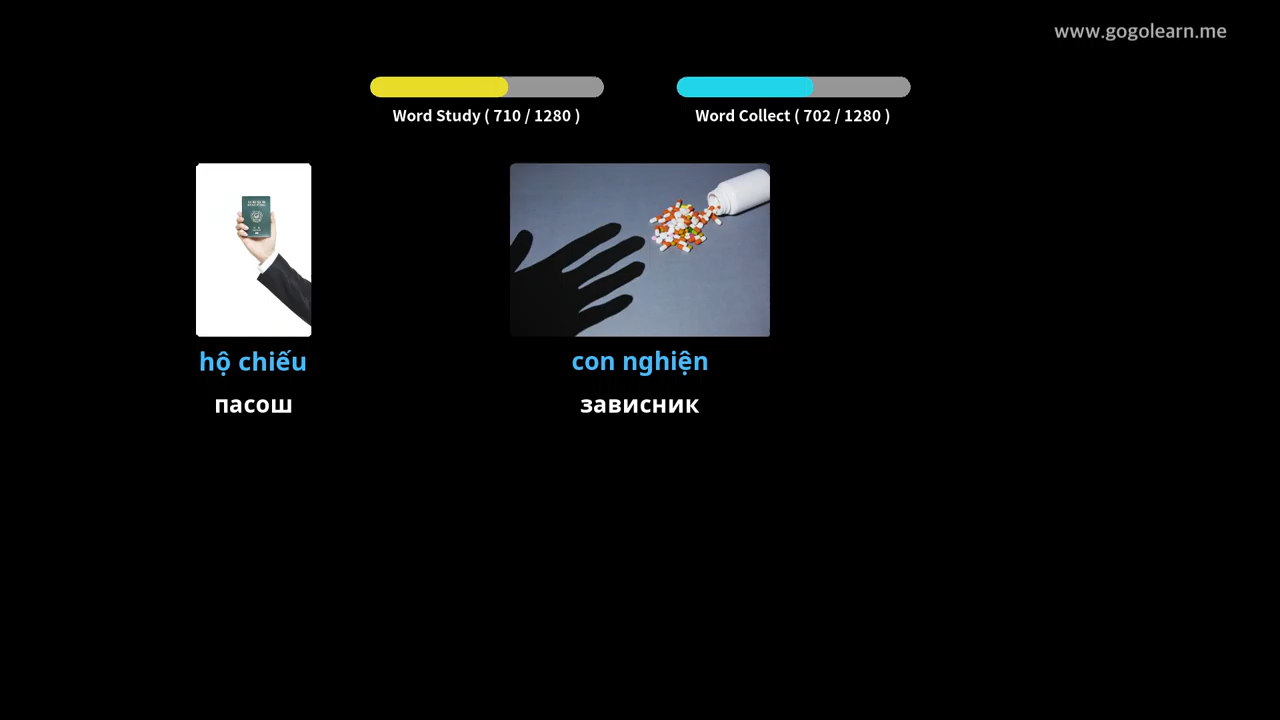 www.gogolearn.me
Word Study ( 710 / 1280 )
Word Collect ( 702 / 1280 )
hộ chiếu
con nghiện
пасош
зависник